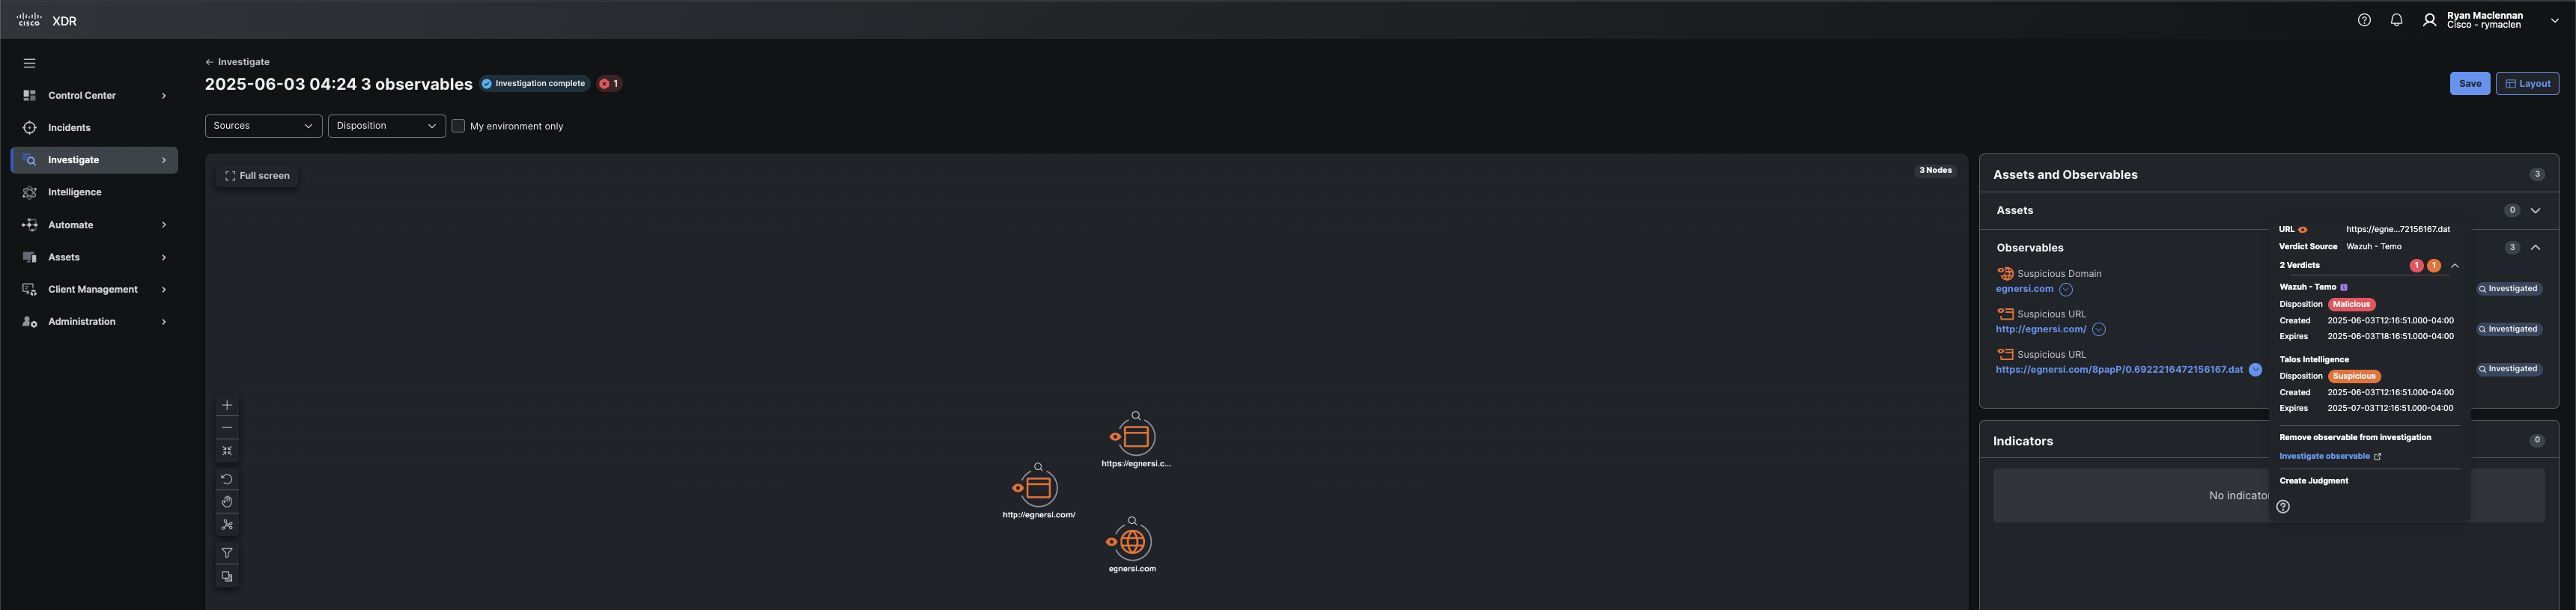 cisco XDR
Ryan Maclennan
Cisco - rymaclen
Control Center
Incidents
Investigate
Intelligence
Automate
Assets
Client Management
Administration
← Investigate
2025-06-03 04:24 3 observables Investigation complete 1
Save Layout
Sources Disposition My environment only
Full screen
3 Nodes
https://egnersi.c...
http://egnersi.com/
egnersi.com
Assets and Observables 3
Assets 0
Observables 3
Suspicious Domain
egnersi.com Investigated
Suspicious URL
http://egnersi.com/ Investigated
Suspicious URL
https://egnersi.com/8papP/0.6922216472156167.dat Investigated
Indicators 0
No indicator
URL https://egne...72156167.dat
Verdict Source Wazuh - Temo
2 Verdicts 1 1
Wazuh - Temo
Disposition Malicious
Created 2025-06-03T12:16:51.000-04:00
Expires 2025-06-03T18:16:51.000-04:00
Talos Intelligence
Disposition Suspicious
Created 2025-06-03T12:16:51.000-04:00
Expires 2025-07-03T12:16:51.000-04:00
Remove observable from investigation
Investigate observable
Create Judgment